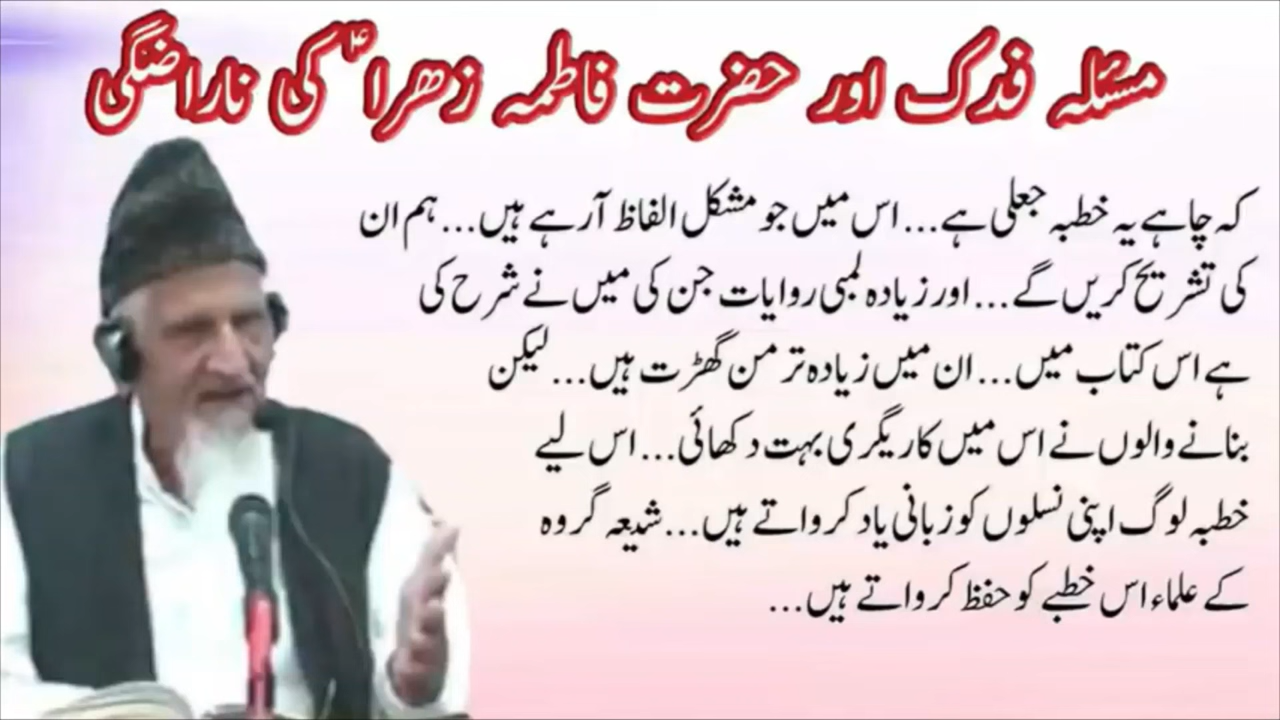 مسئلہ فدک اور حضرت فاطمہ زھراؑ کی ناراضگی
کہ چاہے یہ خطبہ جعلی ہے... اس میں جو مشکل الفاظ آرہے ہیں... ہم ان
کی تشریح کریں گے... اور زیادہ لمبی روایات جن کی میں نے شرح کی
ہے اس کتاب میں... ان میں زیادہ تر من گھڑت ہیں... لیکن
بنانے والوں نے اس میں کاریگری بہت دکھائی... اس لیے
خطبہ لوگ اپنی نسلوں کو زبانی یاد کرواتے ہیں... شیعہ گروہ
کے علماء اس خطبے کو حفظ کرواتے ہیں...